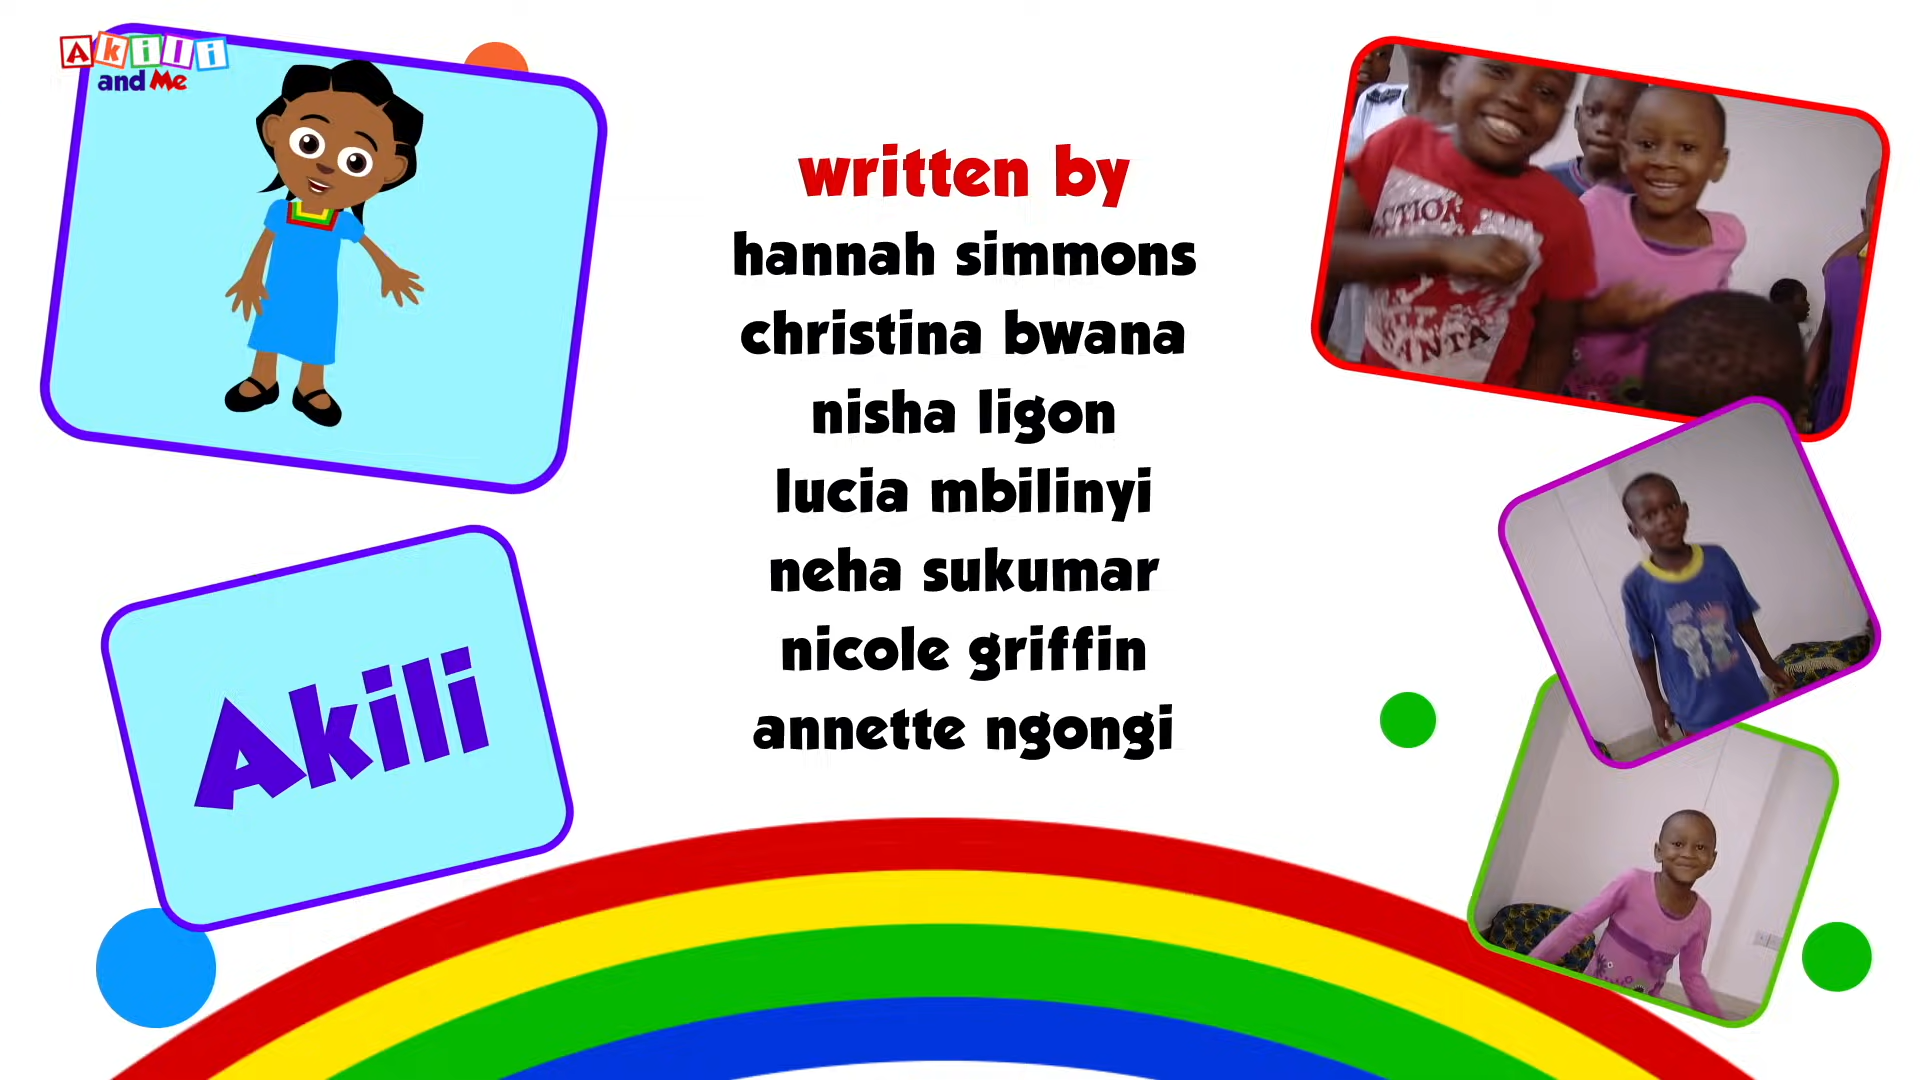 Akili
and Me
written by
hannah simmons
christina bwana
nisha ligon
lucia mbilinyi
neha sukumar
nicole griffin
annette ngongi
Akili